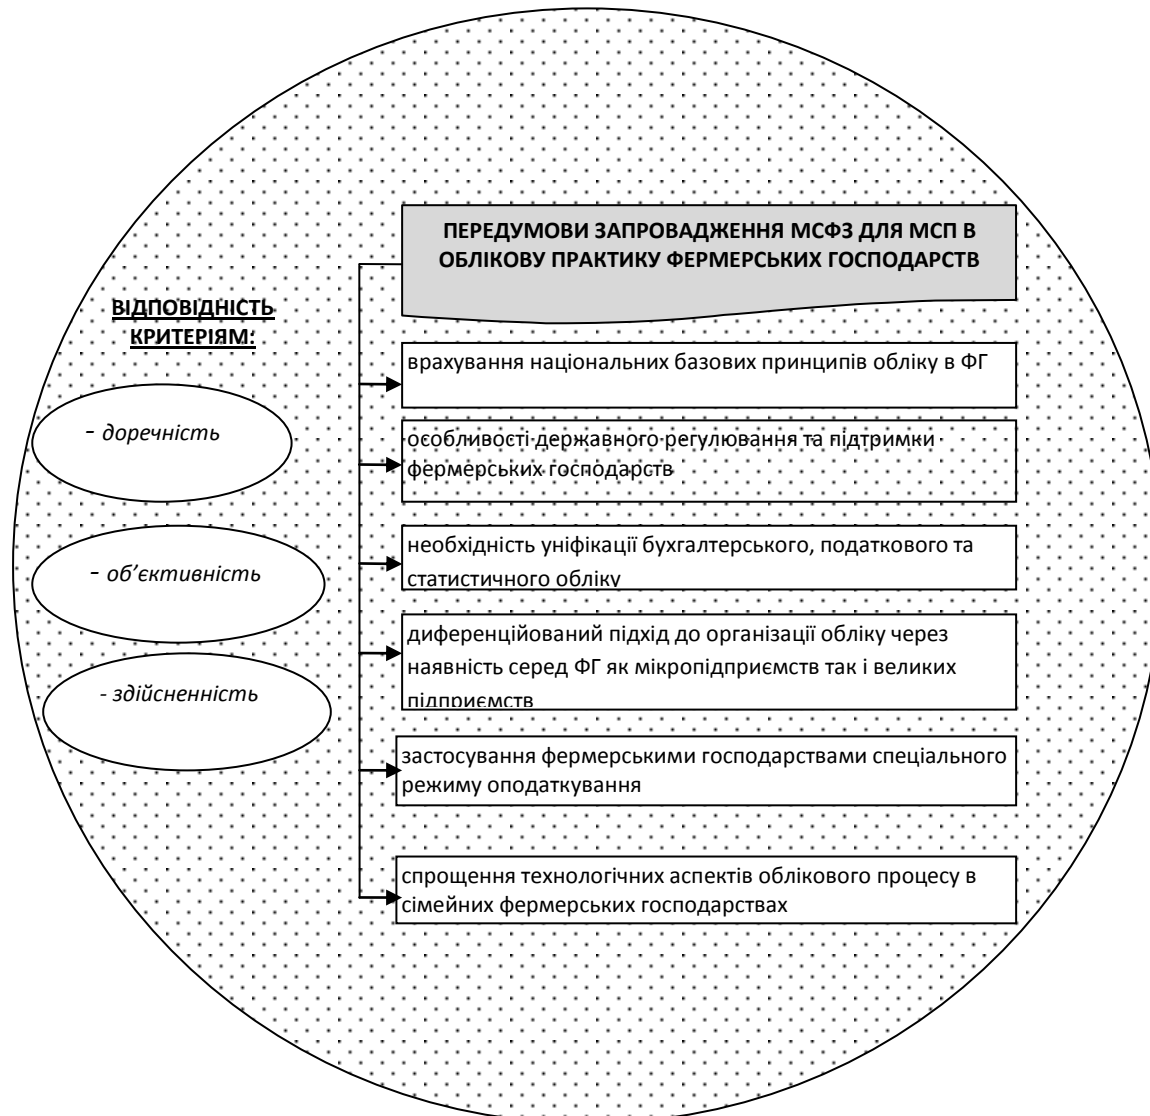 ПЕРЕДУМОВИ ЗАПРОВАДЖЕННЯ МСФЗ ДЛЯ МСП В
ОБЛІКОВУ ПРАКТИКУ ФЕРМЕРСЬКИХ ГОСПОДАРСТВ
ВІДПОВІДНІСТЬ
КРИТЕРІЯМ:
- доречність
- об’єктивність
- здійсненність
врахування національних базових принципів обліку в ФГ
особливості державного регулювання та підтримки
фермерських господарств
необхідність уніфікації бухгалтерського, податкового та
статистичного обліку
диференційований підхід до організації обліку через
наявність серед ФГ як мікропідприємств так і великих
підприємств
застосування фермерськими господарствами спеціального
режиму оподаткування
спрощення технологічних аспектів облікового процесу в
сімейних фермерських господарствах